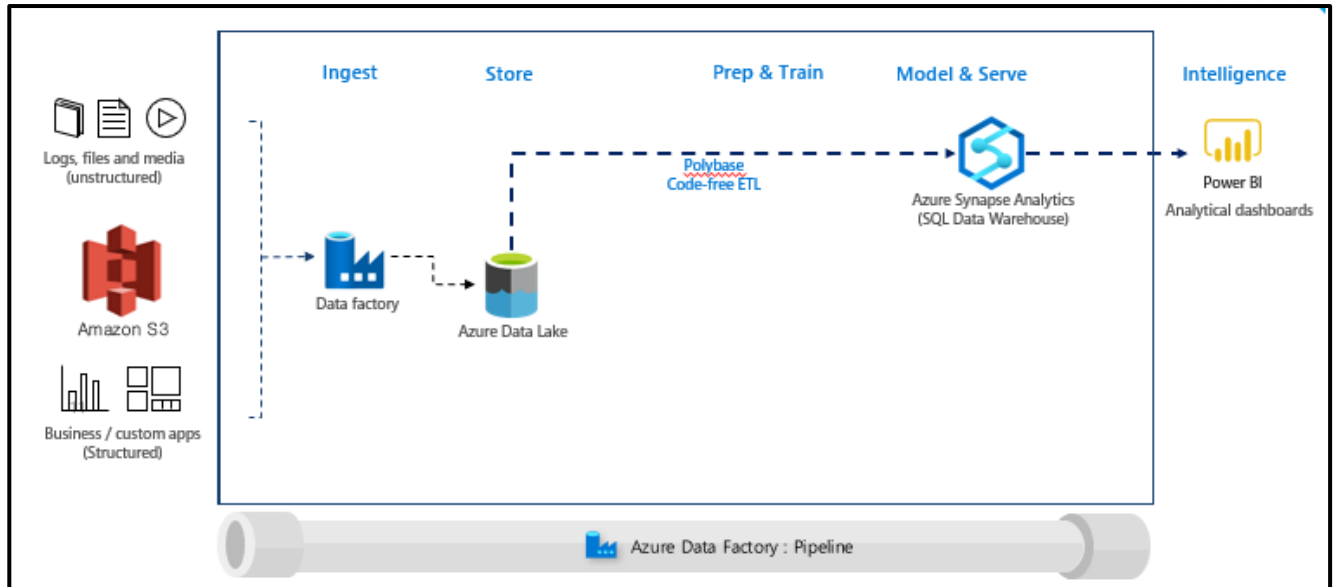 Ingest
Store
Prep & Train
Model & Serve
Intelligence
Logs, files and media
(unstructured)
Polybase
Code-free ETL
Azure Synapse Analytics
(SQL Data Warehouse)
Power BI
Analytical dashboards
Data factory
Azure Data Lake
Amazon S3
Business / custom apps
(Structured)
Azure Data Factory : Pipeline